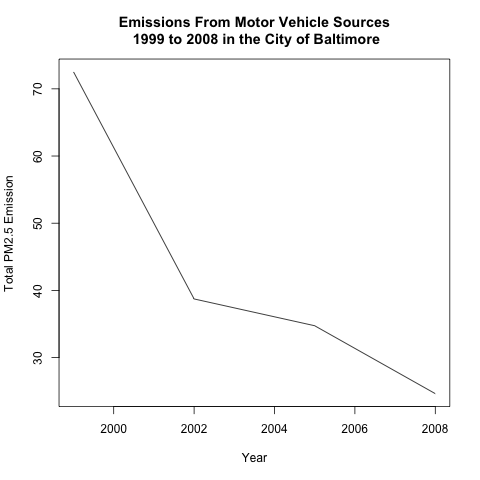 Emissions From Motor Vehicle Sources
1999 to 2008 in the City of Baltimore
Total PM2.5 Emission
70
60
50
40
30
2000 2002 2004 2006 2008
Year